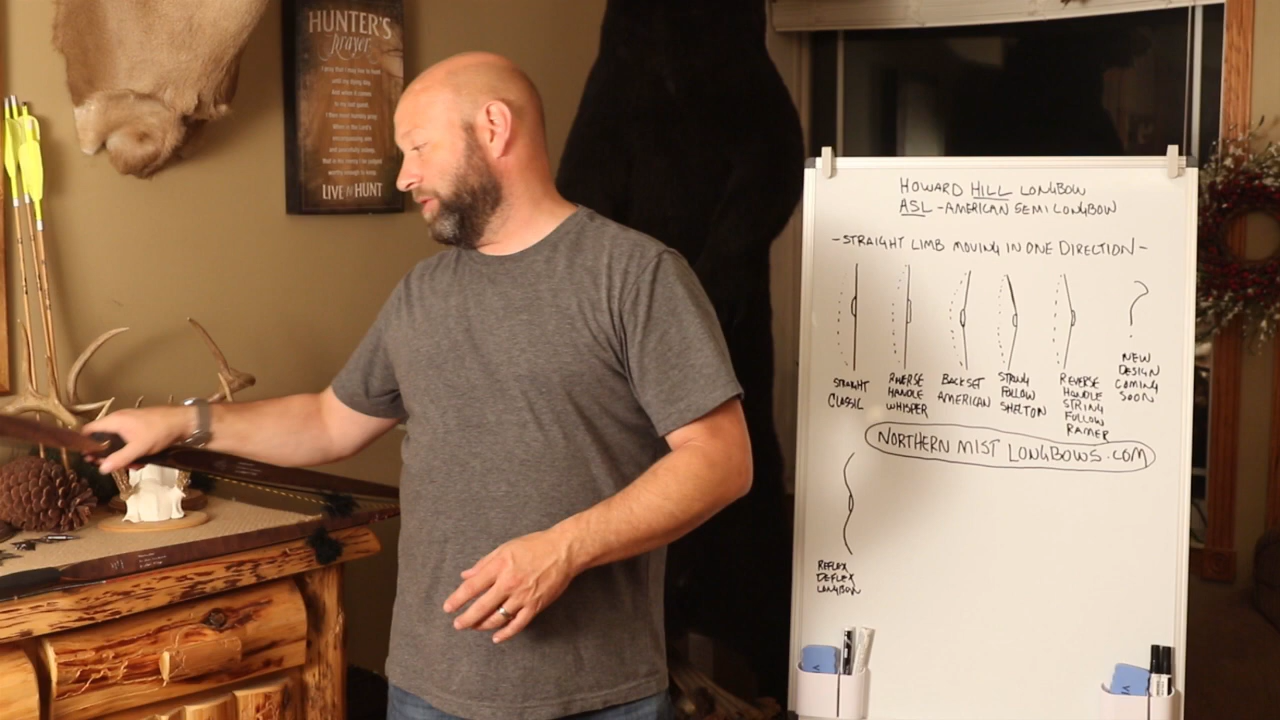 HUNTER'S
Prayer
LIVE N HUNT
HOWARD HILL LONGBOW
ASL - AMERICAN SEMI LONGBOW
- STRAIGHT LIMB MOVING IN ONE DIRECTION -
?
STRAIGHT
CLASSIC
RIVERSE
HANDLE
WHISPER
BACKSET
AMERICAN
STRING
FOLLOW
SHELTON
REVERSE
HANDLE
STRING
FOLLOW
RAMER
NEW
DESIGN
COMING
SOON
NORTHERN MIST LONGBOWS.COM
REFLEX
DEFLEX
LONGBOW